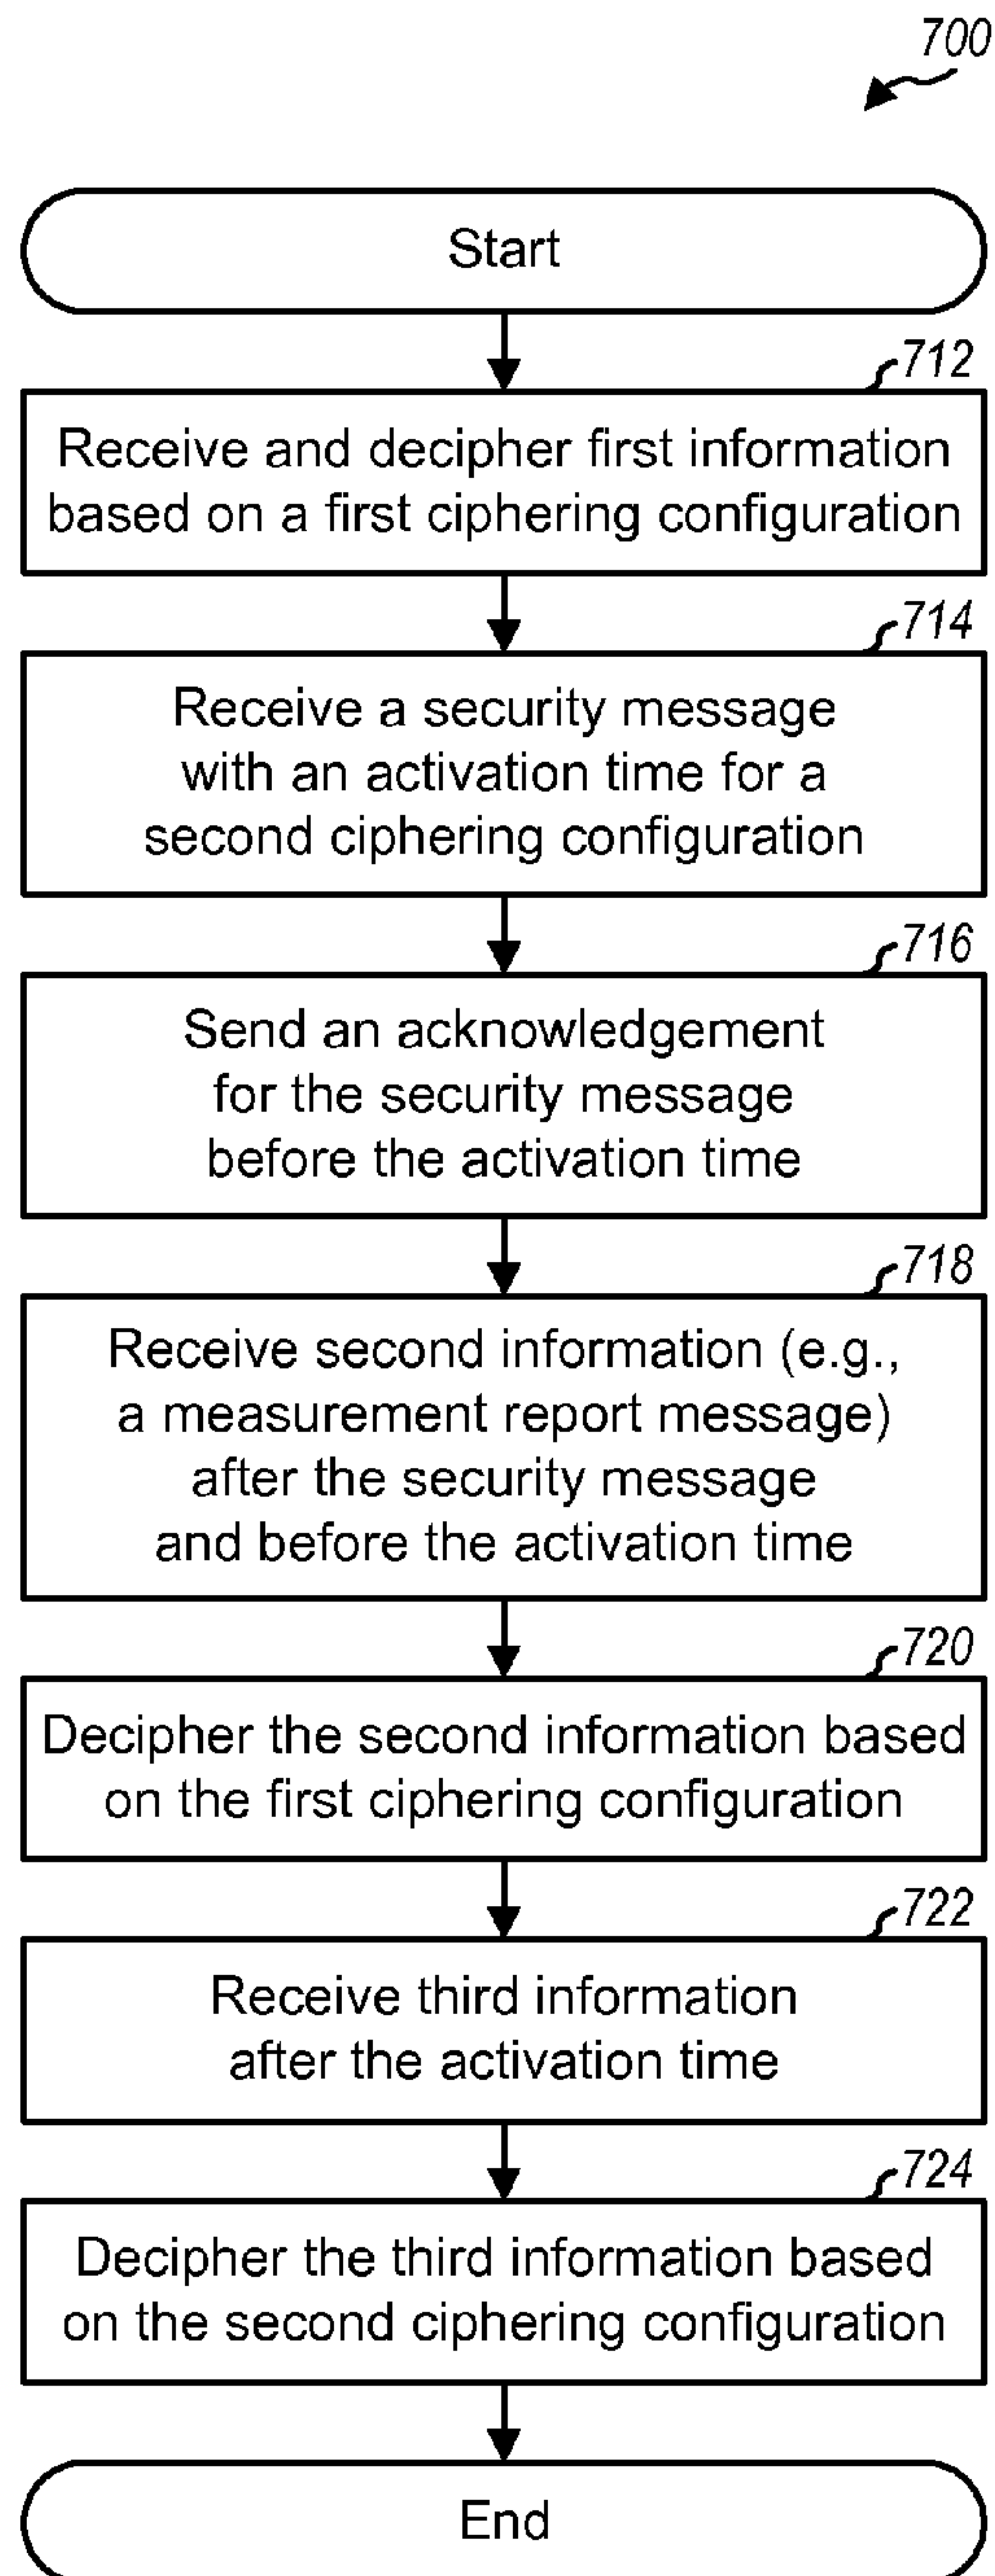 700
Start
712
Receive and decipher first information
based on a first ciphering configuration
714
Receive a security message
with an activation time for a
second ciphering configuration
716
Send an acknowledgement
for the security message
before the activation time
718
Receive second information (e.g.,
a measurement report message)
after the security message
and before the activation time
720
Decipher the second information based
on the first ciphering configuration
722
Receive third information
after the activation time
724
Decipher the third information based
on the second ciphering configuration
End